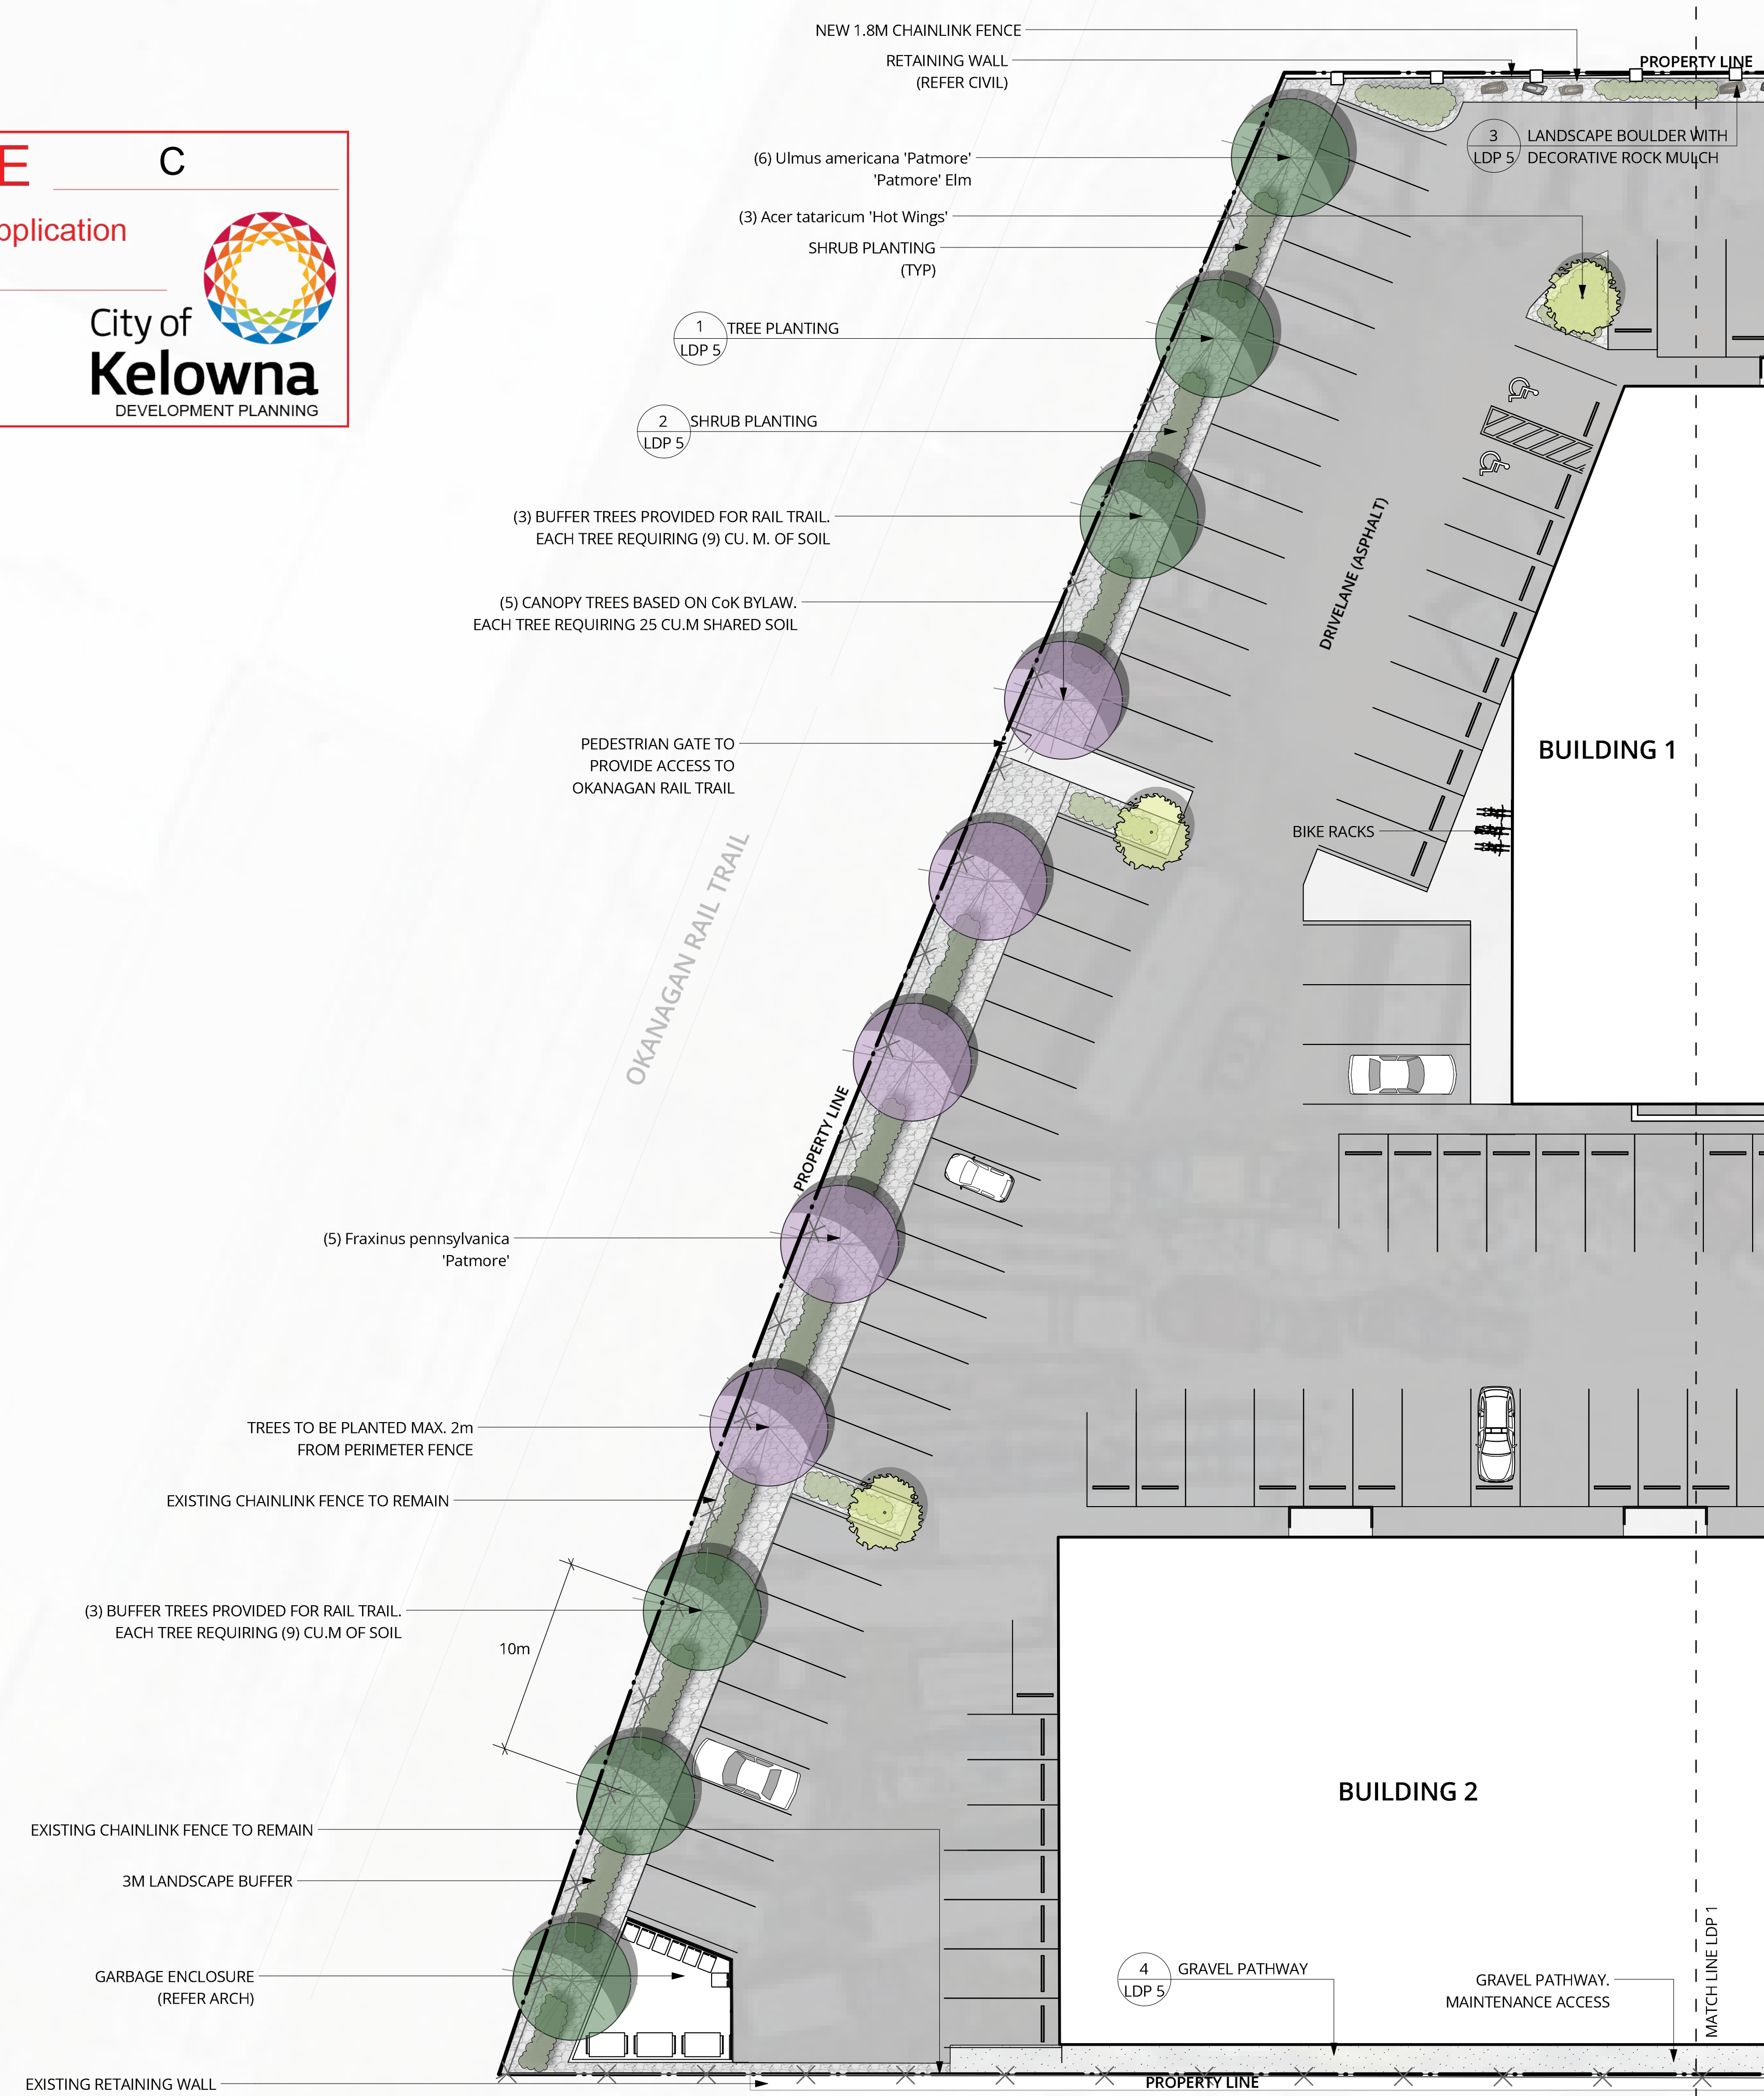 NEW 1.8M CHAINLINK FENCE
RETAINING WALL
(REFER CIVIL)
PROPERTY LINE
E
C
pplication
City of
Kelowna
DEVELOPMENT PLANNING
3
LDP 5
LANDSCAPE BOULDER WITH
DECORATIVE ROCK MULCH
(6) Ulmus americana 'Patmore'
'Patmore' Elm
(3) Acer tataricum 'Hot Wings'
SHRUB PLANTING
(TYP)
1
LDP 5
TREE PLANTING
2
LDP 5
SHRUB PLANTING
(3) BUFFER TREES PROVIDED FOR RAIL TRAIL.
EACH TREE REQUIRING (9) CU. M. OF SOIL
DRIVELANE (ASPHALT)
(5) CANOPY TREES BASED ON CoK BYLAW.
EACH TREE REQUIRING 25 CU.M SHARED SOIL
PEDESTRIAN GATE TO
PROVIDE ACCESS TO
OKANAGAN RAIL TRAIL
BUILDING 1
BIKE RACKS
OKANAGAN RAIL TRAIL
PROPERTY LINE
(5) Fraxinus pennsylvanica
'Patmore'
TREES TO BE PLANTED MAX. 2m
FROM PERIMETER FENCE
EXISTING CHAINLINK FENCE TO REMAIN
(3) BUFFER TREES PROVIDED FOR RAIL TRAIL.
EACH TREE REQUIRING (9) CU.M OF SOIL
10m
BUILDING 2
EXISTING CHAINLINK FENCE TO REMAIN
3M LANDSCAPE BUFFER
GARBAGE ENCLOSURE
(REFER ARCH)
4
LDP 5
GRAVEL PATHWAY
GRAVEL PATHWAY.
MAINTENANCE ACCESS
MATCH LINE LDP 1
EXISTING RETAINING WALL
PROPERTY LINE